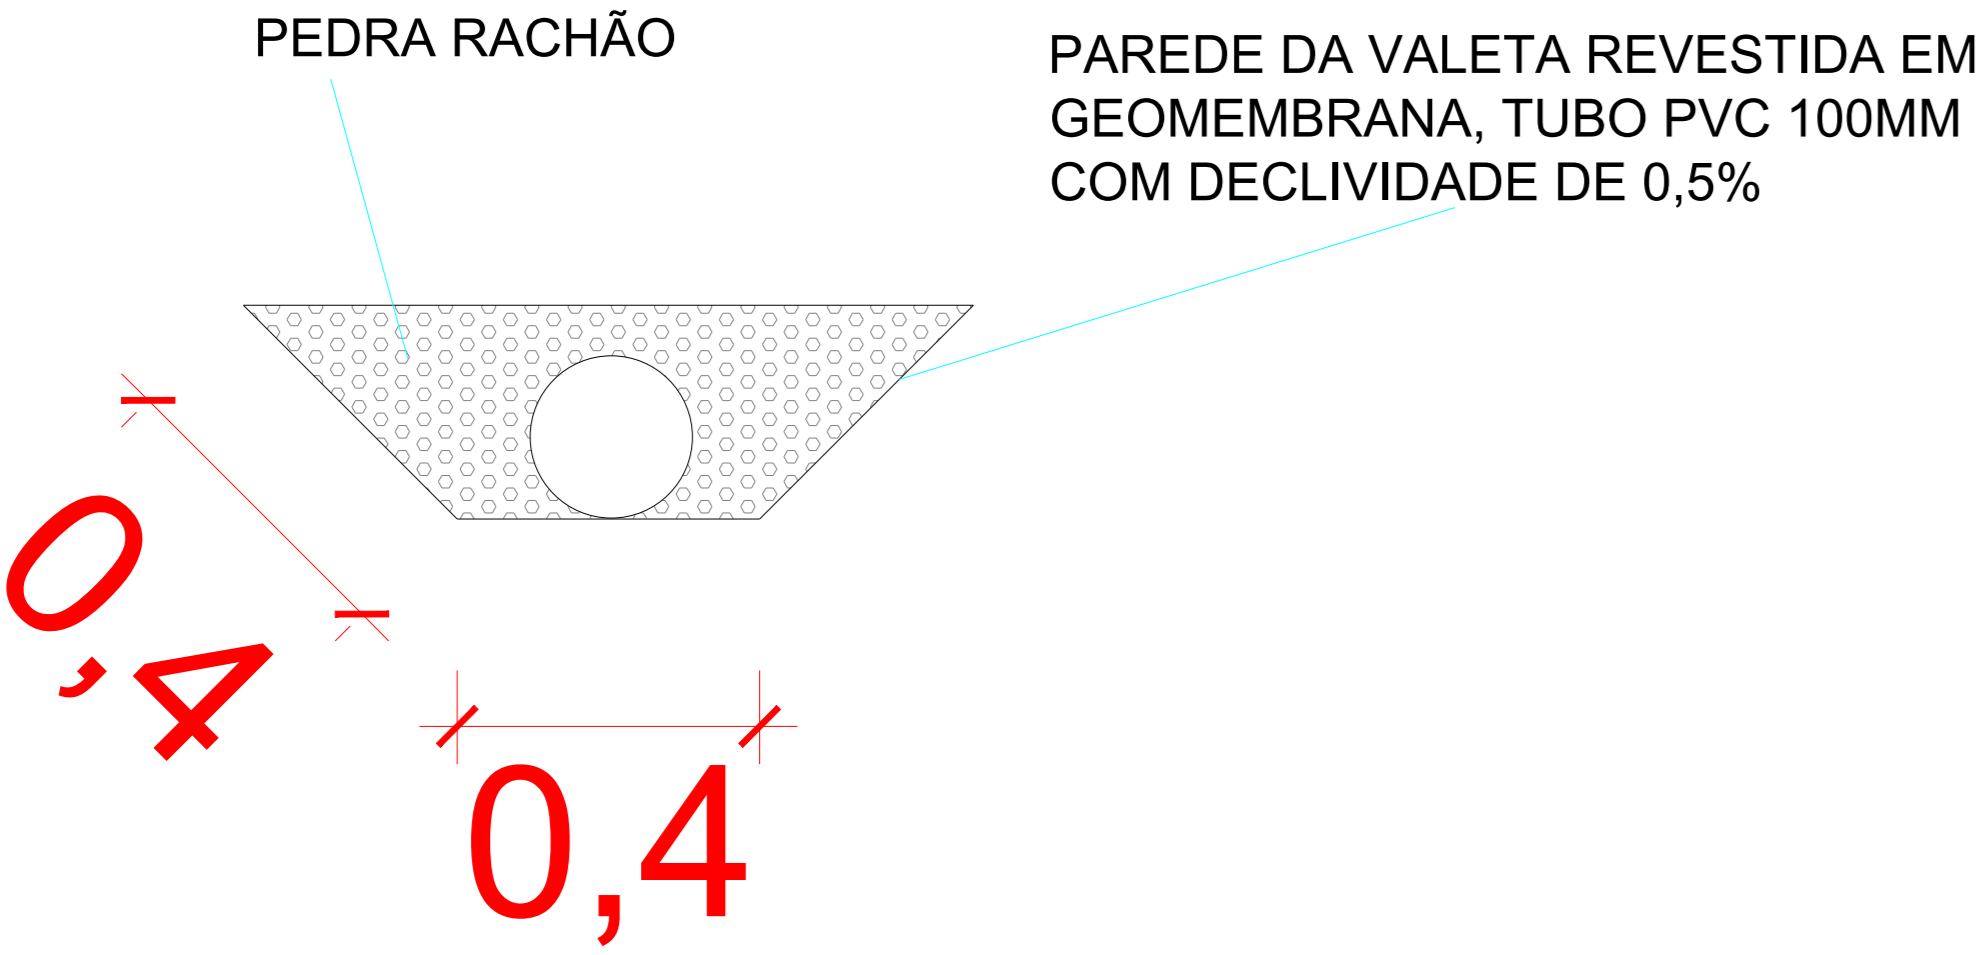 PEDRA RACHÃO
PAREDE DA VALETA REVESTIDA EM
GEOMEMBRANA, TUBO PVC 100MM
COM DECLIVIDADE DE 0,5%
0,4
0,4